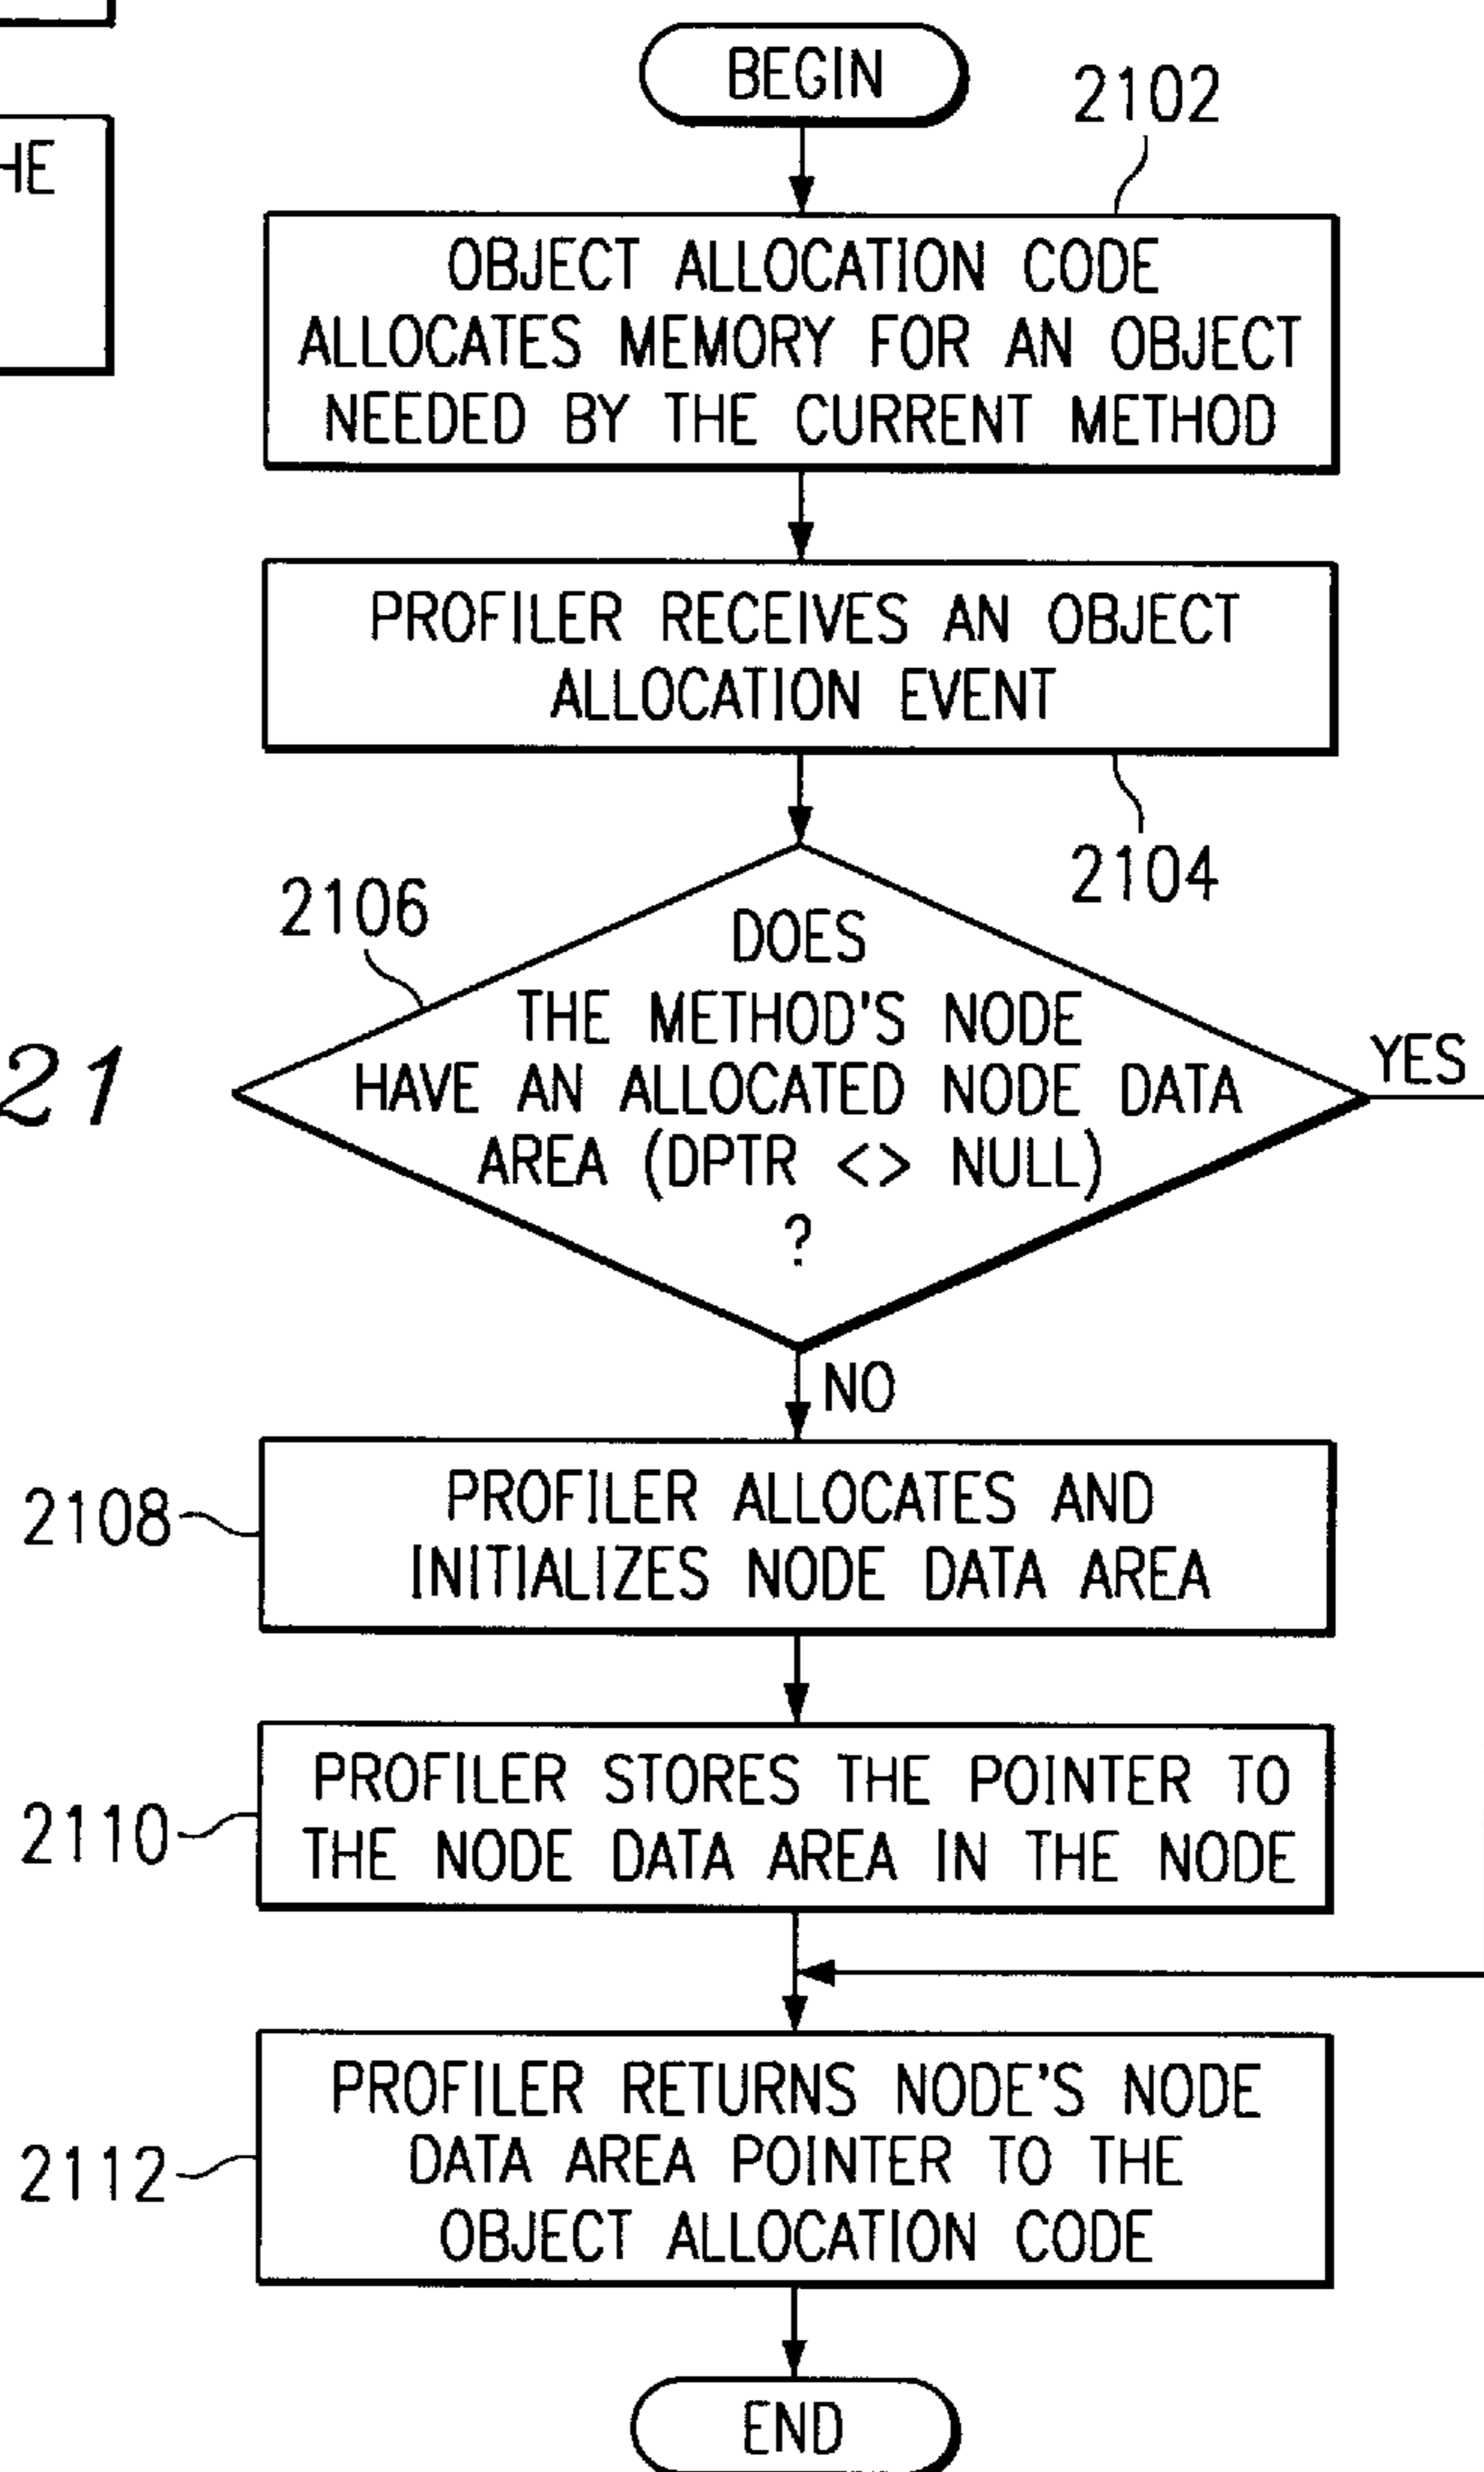 BEGIN
2102
HE
OBJECT ALLOCATION CODE
ALLOCATES MEMORY FOR AN OBJECT
NEEDED BY THE CURRENT METHOD
PROFILER RECEIVES AN OBJECT
ALLOCATION EVENT
2104
2106
DOES
THE METHOD'S NODE
HAVE AN ALLOCATED NODE DATA
AREA (DPTR <> NULL)
?
YES
21
NO
2108
PROFILER ALLOCATES AND
INITIALIZES NODE DATA AREA
2110
PROFILER STORES THE POINTER TO
THE NODE DATA AREA IN THE NODE
2112
PROFILER RETURNS NODE'S NODE
DATA AREA POINTER TO THE
OBJECT ALLOCATION CODE
END